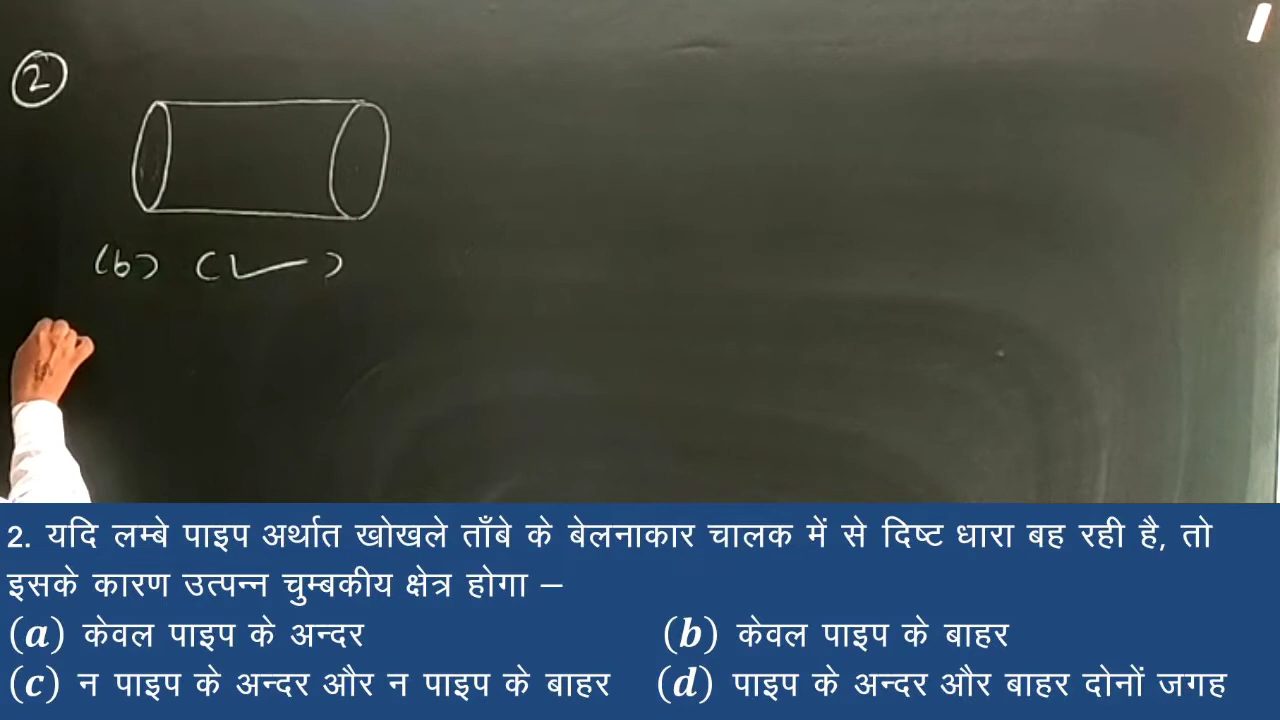 2
(b) (✓)
2. यदि लम्बे पाइप अर्थात खोखले ताँबे के बेलनाकार चालक में से दिष्ट धारा बह रही है, तो
इसके कारण उत्पन्न चुम्बकीय क्षेत्र होगा –
(a) केवल पाइप के अन्दर (b) केवल पाइप के बाहर
(c) न पाइप के अन्दर और न पाइप के बाहर (d) पाइप के अन्दर और बाहर दोनों जगह